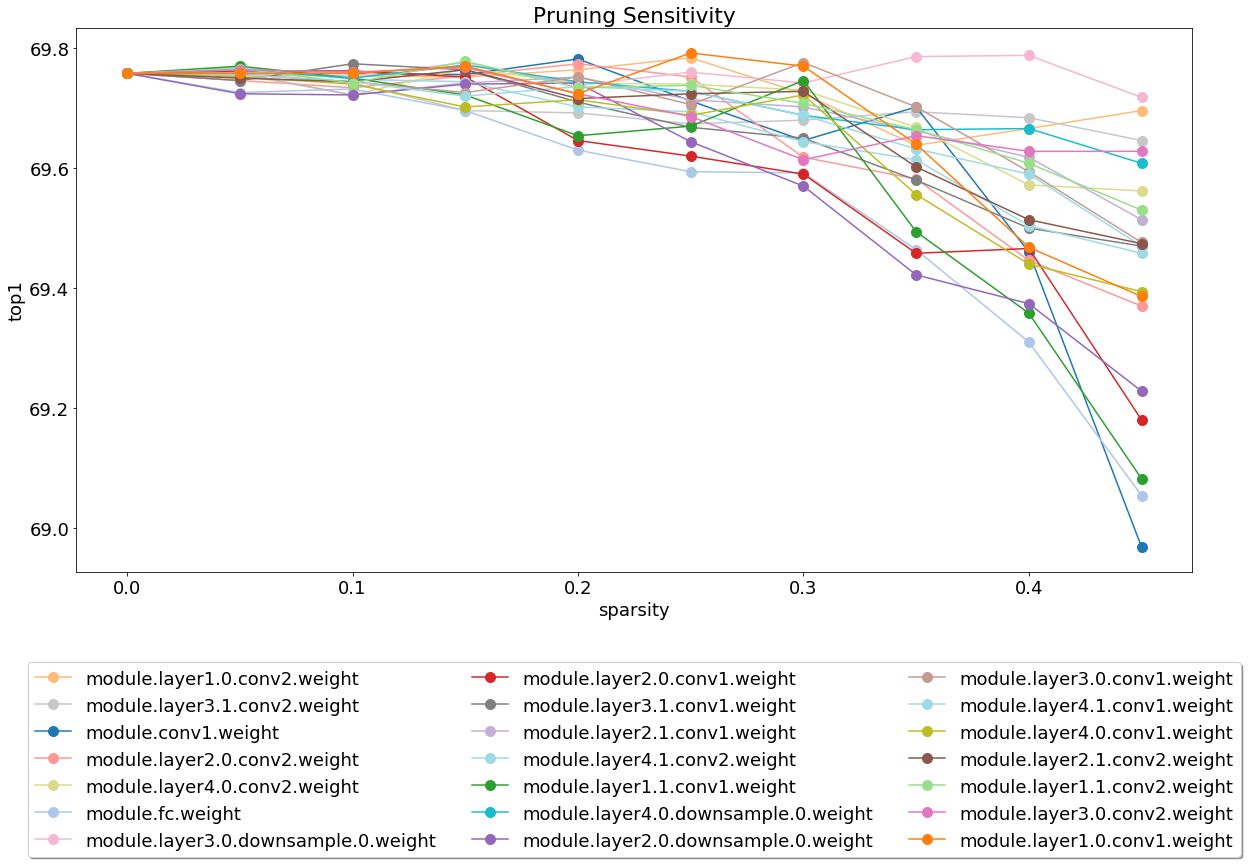 Pruning Sensitivity
69.8
69.6
69.4
69.2
69.0
top1
0.0 0.1 0.2 0.3 0.4
sparsity
module.layer1.0.conv2.weight module.layer2.0.conv1.weight module.layer3.0.conv1.weight
module.layer3.1.conv2.weight module.layer3.1.conv1.weight module.layer4.1.conv1.weight
module.conv1.weight module.layer2.1.conv1.weight module.layer4.0.conv1.weight
module.layer2.0.conv2.weight module.layer4.1.conv2.weight module.layer2.1.conv2.weight
module.layer4.0.conv2.weight module.layer1.1.conv1.weight module.layer1.1.conv2.weight
module.fc.weight module.layer4.0.downsample.0.weight module.layer3.0.conv2.weight
module.layer3.0.downsample.0.weight module.layer2.0.downsample.0.weight module.layer1.0.conv1.weight